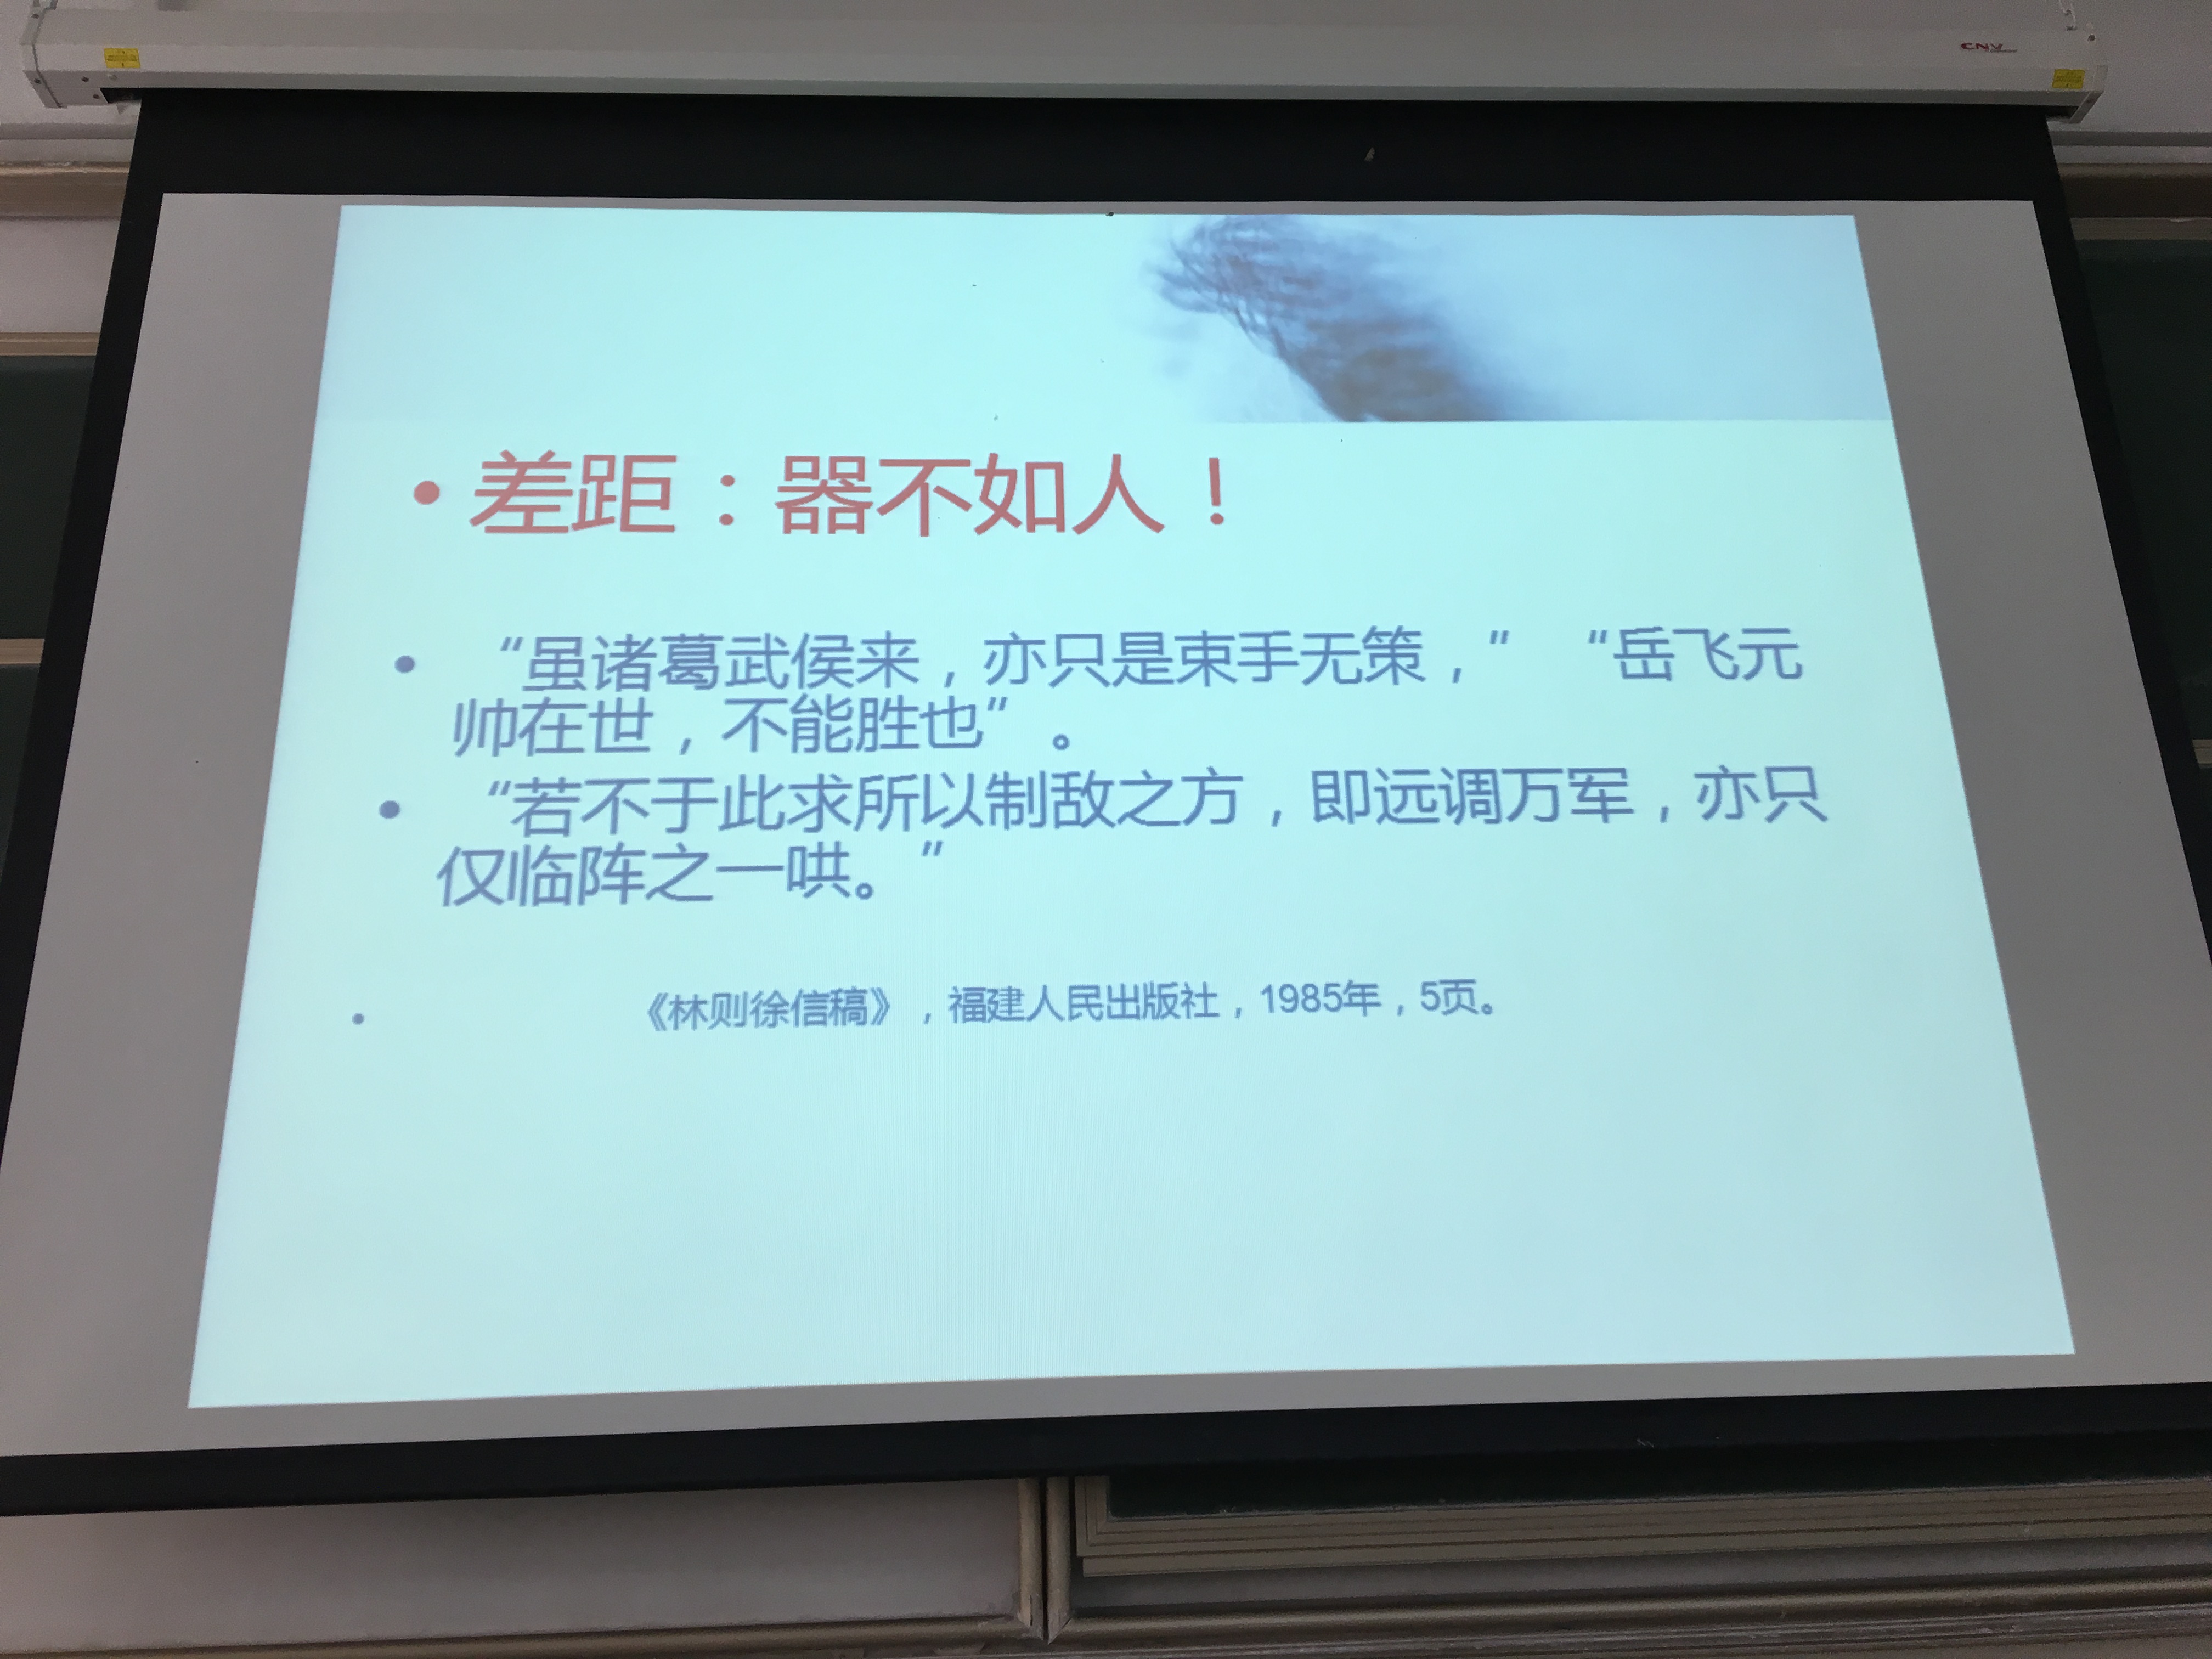 CNV
• 差距：器不如人！
• “虽诸葛武侯来，亦只是束手无策，” “岳飞元
帅在世，不能胜也”。
• “若不于此求所以制敌之方，即远调万军，亦只
仅临阵之一哄。”
• 《林则徐信稿》，福建人民出版社，1985年，5页。